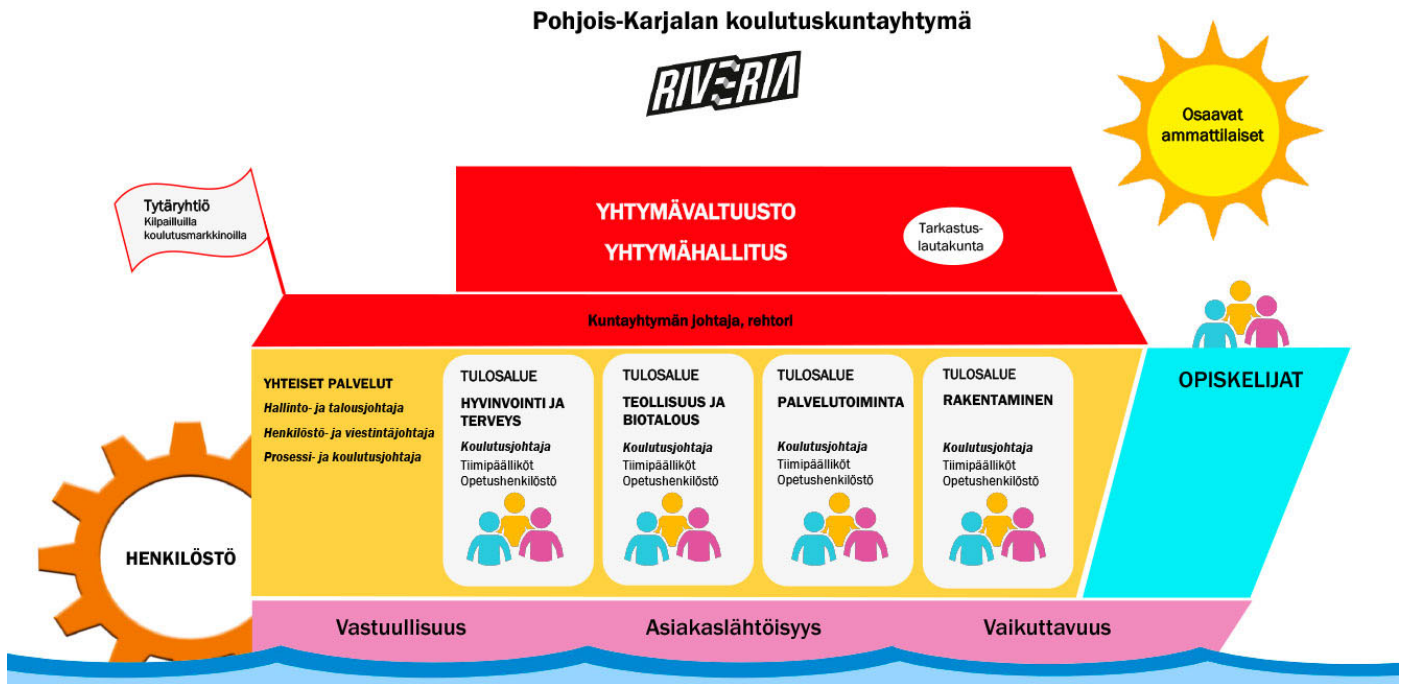 Pohjois-Karjalan koulutuskuntayhtymä
RIVERIA
Osaavat
ammattilaiset
Tytäryhtiö
Kilpailluilla
koulutusmarkkinoilla
YHTYMÄVALTUUSTO
YHTYMÄHALLITUS
Tarkastus-
lautakunta
Kuntayhtymän johtaja, rehtori
YHTEISET PALVELUT
Hallinto- ja talousjohtaja
Henkilöstö- ja viestintäjohtaja
Prosessi- ja koulutusjohtaja
TULOSALUE
HYVINVOINTI JA
TERVEYS
Koulutusjohtaja
Tiimipäälliköt
Opetushenkilöstö
TULOSALUE
TEOLLISUUS JA
BIOTALOUS
Koulutusjohtaja
Tiimipäälliköt
Opetushenkilöstö
TULOSALUE
PALVELUTOIMINTA
Koulutusjohtaja
Tiimipäälliköt
Opetushenkilöstö
TULOSALUE
RAKENTAMINEN
Koulutusjohtaja
Tiimipäälliköt
Opetushenkilöstö
OPISKELIJAT
HENKILÖSTÖ
Vastuullisuus
Asiakaslähtöisyys
Vaikuttavuus